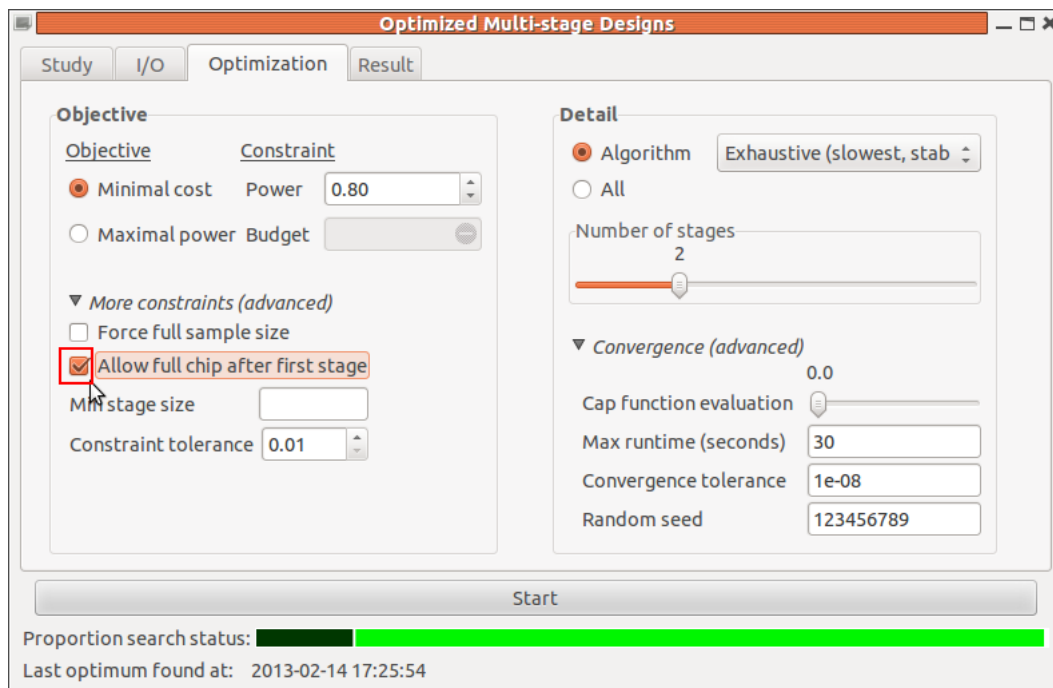 Optimized Multi-stage Designs
Study I/O Optimization Result
Objective
Objective Constraint
Minimal cost Power 0.80
Maximal power Budget
More constraints (advanced)
Force full sample size
Allow full chip after first stage
Min stage size
Constraint tolerance 0.01
Detail
Algorithm Exhaustive (slowest, stab
All
Number of stages
2
Convergence (advanced)
0.0
Cap function evaluation
Max runtime (seconds) 30
Convergence tolerance 1e-08
Random seed 123456789
Start
Proportion search status:
Last optimum found at: 2013-02-14 17:25:54